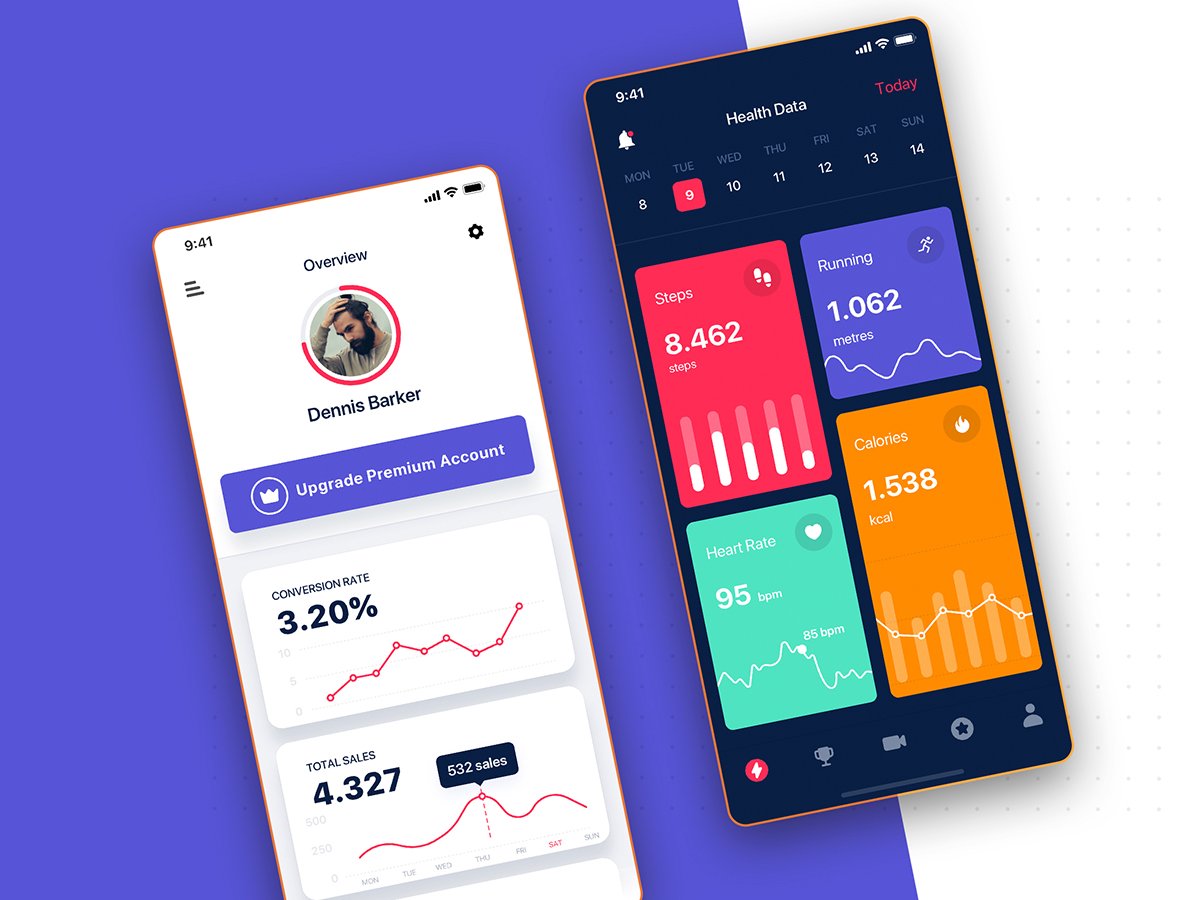 9:41
Overview
Dennis Barker
Upgrade Premium Account
CONVERSION RATE
3.20%
10
5
0
TOTAL SALES
4.327
532 sales
500
250
0
MON TUE WED THU FRI SAT SUN
9:41
Health Data
Today
MON TUE WED THU FRI SAT SUN
8 9 10 11 12 13 14
Steps
8.462
steps
Running
1.062
metres
Heart Rate
95 bpm
85 bpm
Calories
1.538
kcal